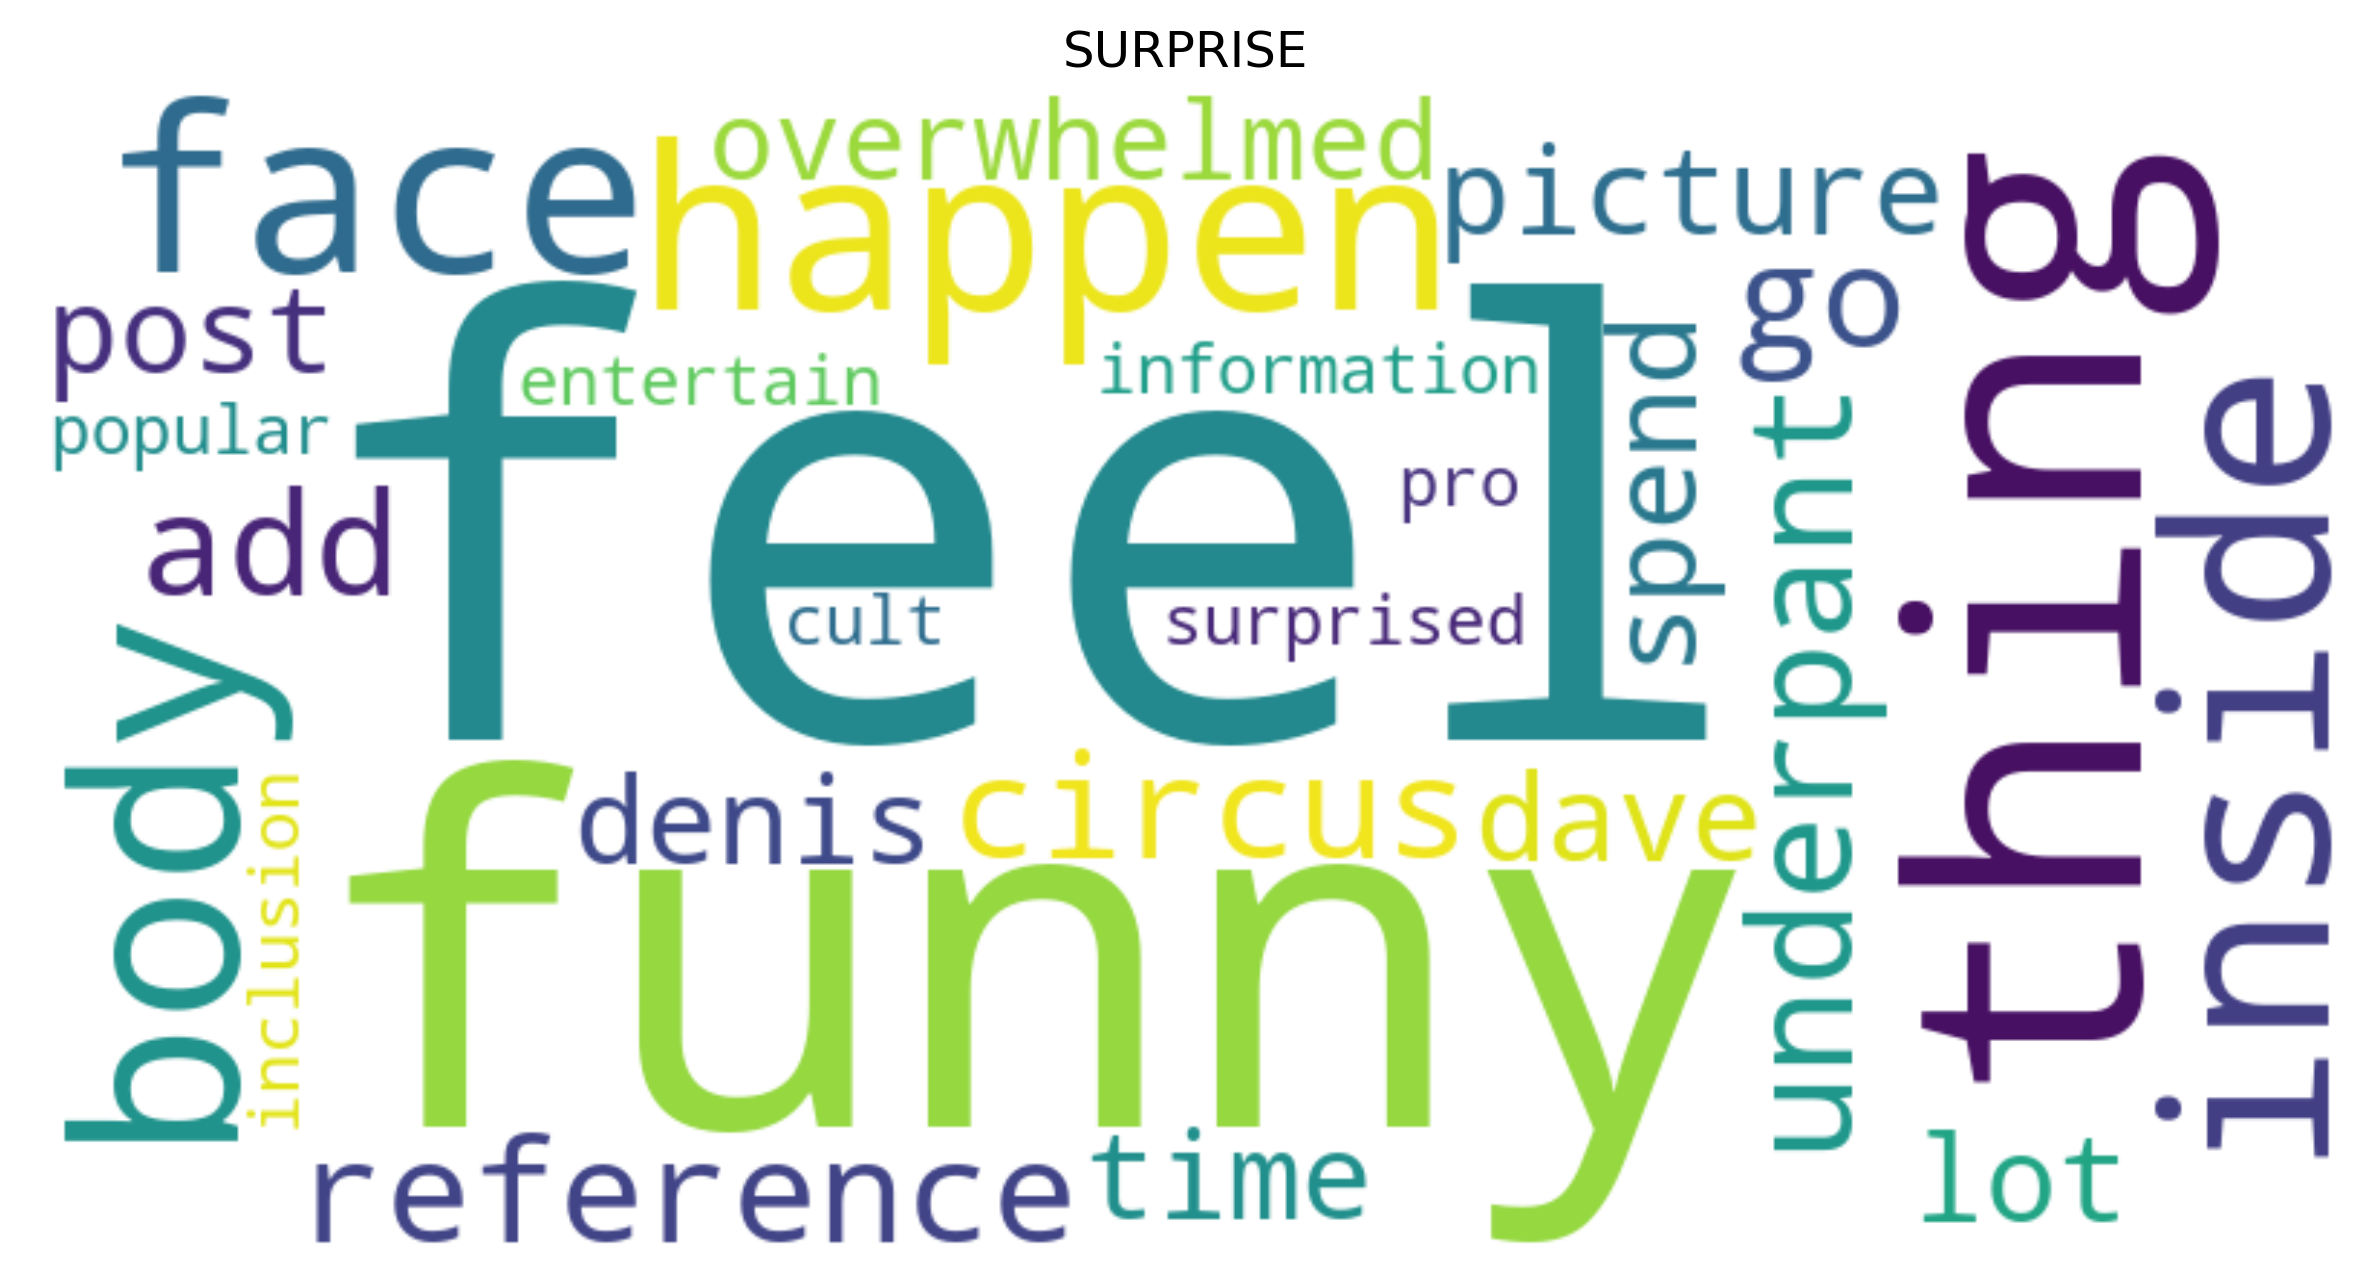 SURPRISE
face
overwhelmed
happen
picture
thing
go
post
entertain
information
spend
inside
popular
feel
pro
underpant
add
cult
surprised
body
inclusion
denis
circus
dave
funny
reference
time
lot